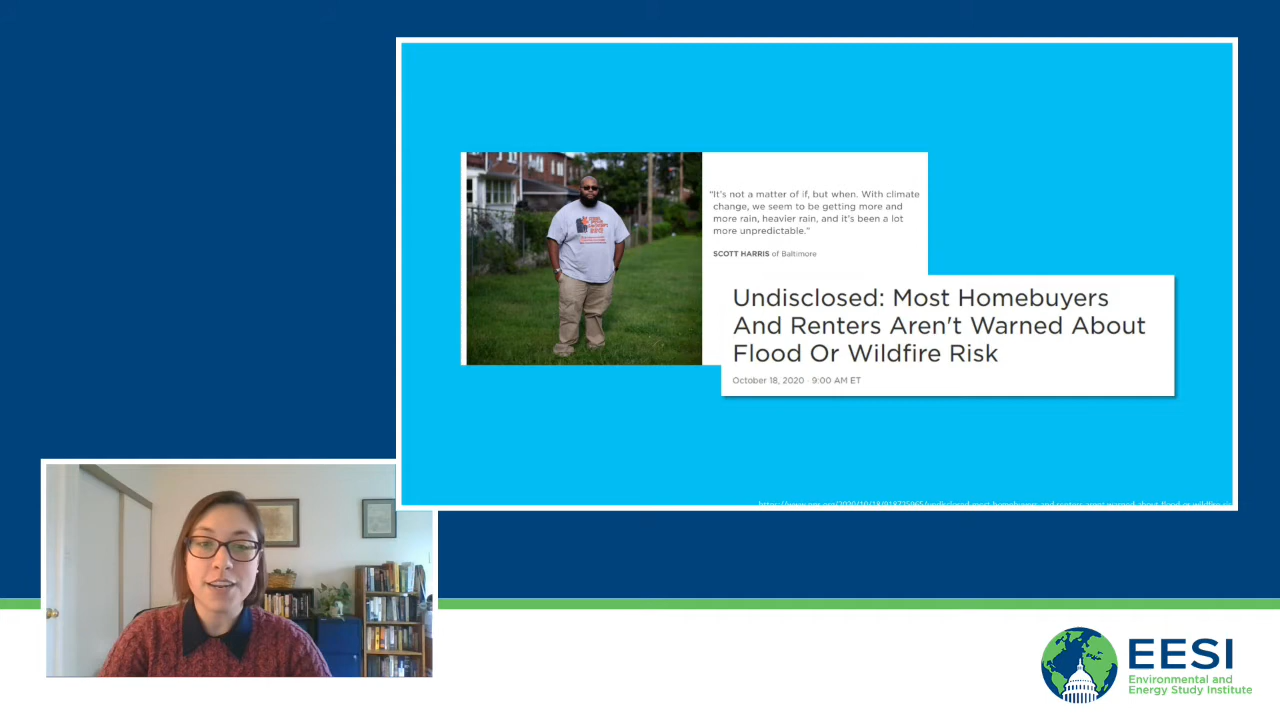 “It's not a matter of if, but when. With climate
change, we seem to be getting more and
more rain, heavier rain, and it's been a lot
more unpredictable.”
SCOTT HARRIS of Baltimore
Undisclosed: Most Homebuyers
And Renters Aren't Warned About
Flood Or Wildfire Risk
October 18, 2020 · 9:00 AM ET
EESI
Environmental and
Energy Study Institute